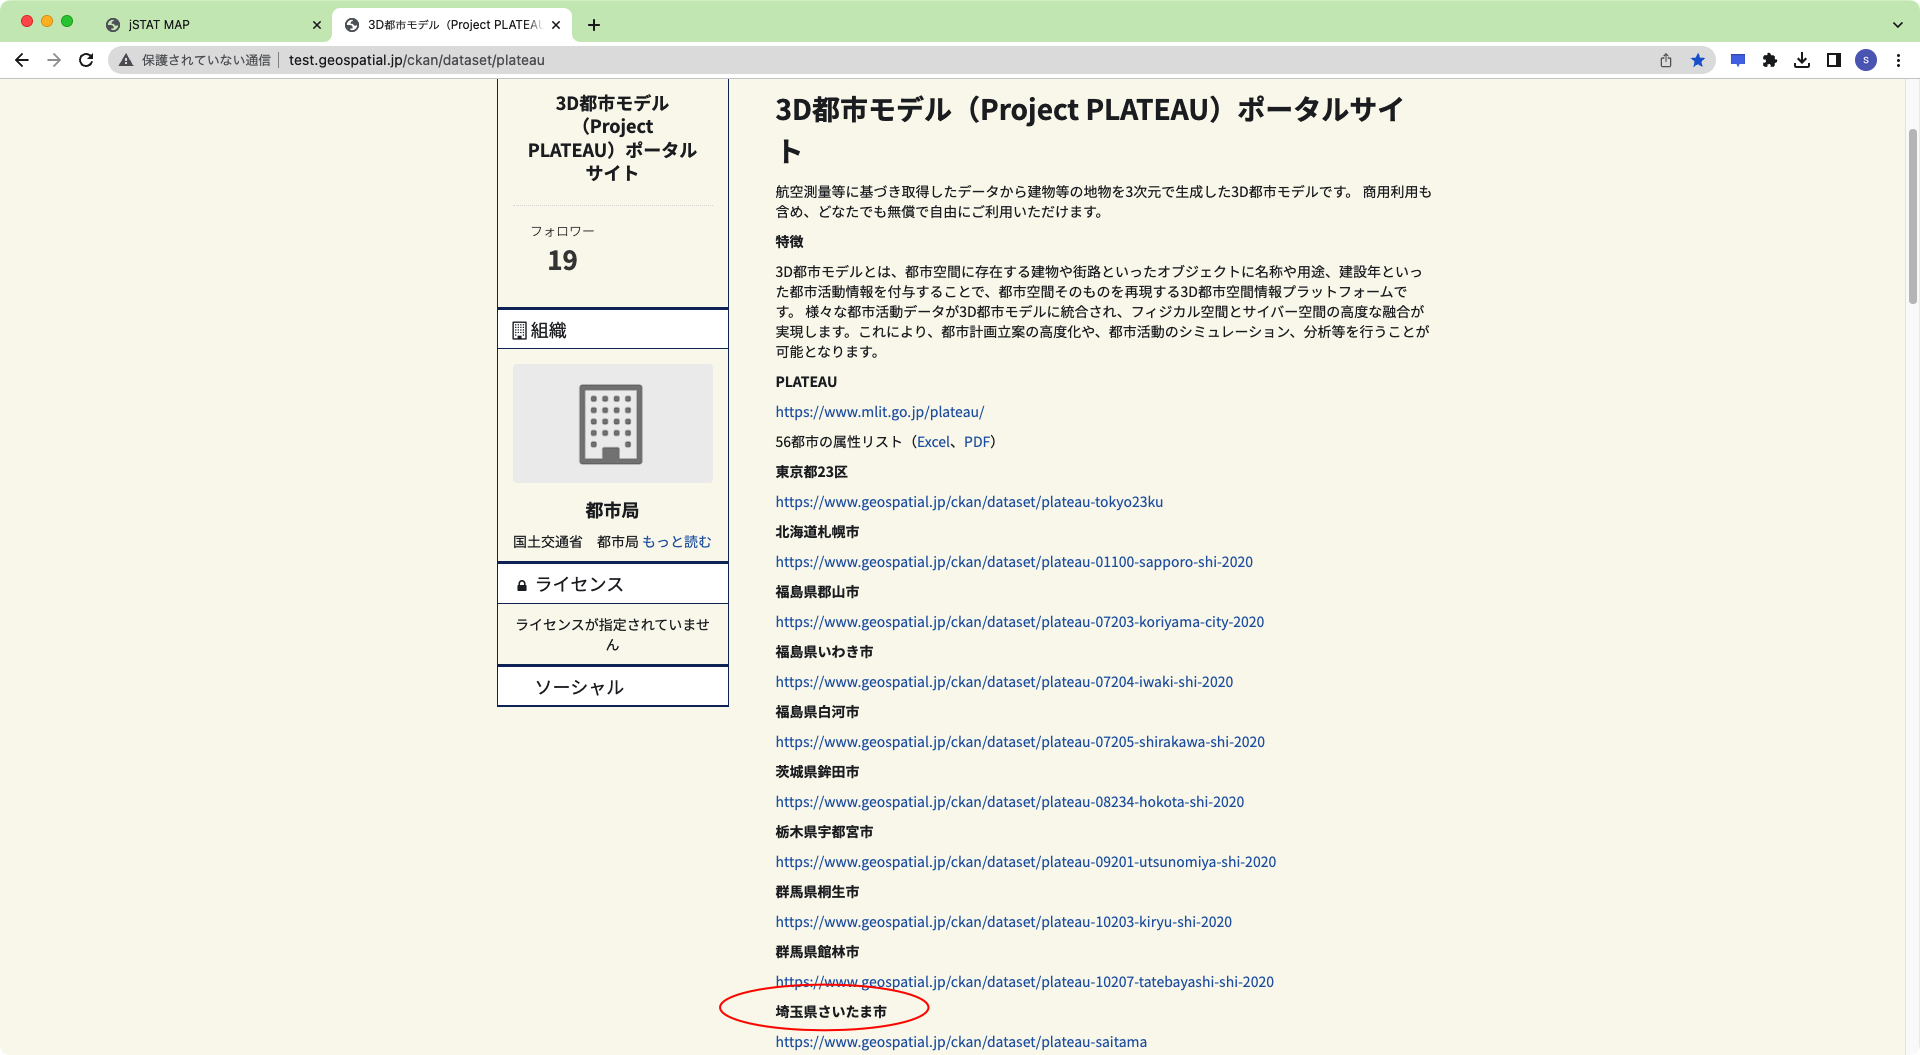 jSTAT MAP
3D都市モデル（Project PLATEAU
保護されていない通信
test.geospatial.jp/ckan/dataset/plateau
S
3D都市モデル
（Project
PLATEAU）ポータル
サイト
フォロワー
19
組織
都市局
国土交通省　都市局 もっと読む
ライセンス
ライセンスが指定されていませ
ん
ソーシャル
3D都市モデル（Project PLATEAU）ポータルサイ
ト
航空測量等に基づき取得したデータから建物等の地物を3次元で生成した3D都市モデルです。 商用利用も
含め、どなたでも無償で自由にご利用いただけます。
特徴
3D都市モデルとは、都市空間に存在する建物や街路といったオブジェクトに名称や用途、建設年といっ
た都市活動情報を付与することで、都市空間そのものを再現する3D都市空間情報プラットフォームで
す。 様々な都市活動データが3D都市モデルに統合され、フィジカル空間とサイバー空間の高度な融合が
実現します。これにより、都市計画立案の高度化や、都市活動のシミュレーション、分析等を行うことが
可能となります。
PLATEAU
https://www.mlit.go.jp/plateau/
56都市の属性リスト（Excel、PDF）
東京都23区
https://www.geospatial.jp/ckan/dataset/plateau-tokyo23ku
北海道札幌市
https://www.geospatial.jp/ckan/dataset/plateau-01100-sapporo-shi-2020
福島県郡山市
https://www.geospatial.jp/ckan/dataset/plateau-07203-koriyama-city-2020
福島県いわき市
https://www.geospatial.jp/ckan/dataset/plateau-07204-iwaki-shi-2020
福島県白河市
https://www.geospatial.jp/ckan/dataset/plateau-07205-shirakawa-shi-2020
茨城県鉾田市
https://www.geospatial.jp/ckan/dataset/plateau-08234-hokota-shi-2020
栃木県宇都宮市
https://www.geospatial.jp/ckan/dataset/plateau-09201-utsunomiya-shi-2020
群馬県桐生市
https://www.geospatial.jp/ckan/dataset/plateau-10203-kiryu-shi-2020
群馬県館林市
https://www.geospatial.jp/ckan/dataset/plateau-10207-tatebayashi-shi-2020
埼玉県さいたま市
https://www.geospatial.jp/ckan/dataset/plateau-saitama